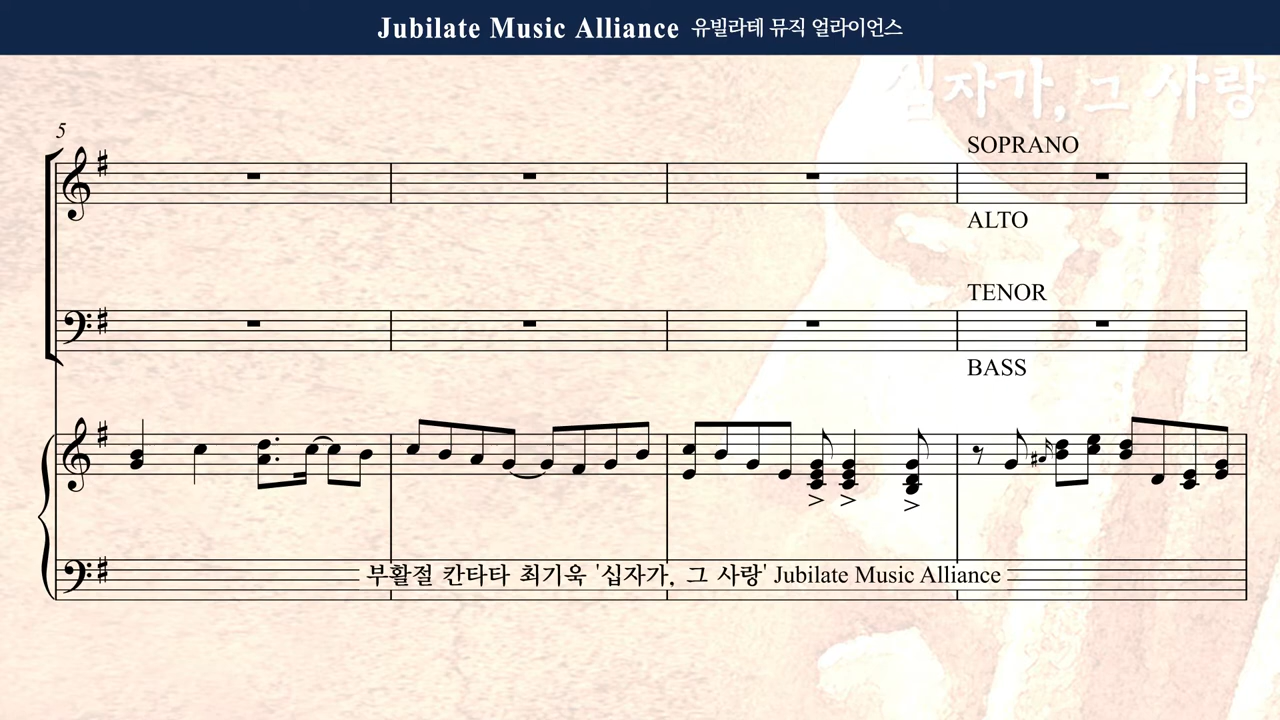 Jubilate Music Alliance 유빌라테 뮤직 얼라이언스
십자가, 그 사랑
5
SOPRANO
ALTO
TENOR
BASS
부활절 칸타타 최기욱 '십자가, 그 사랑' Jubilate Music Alliance